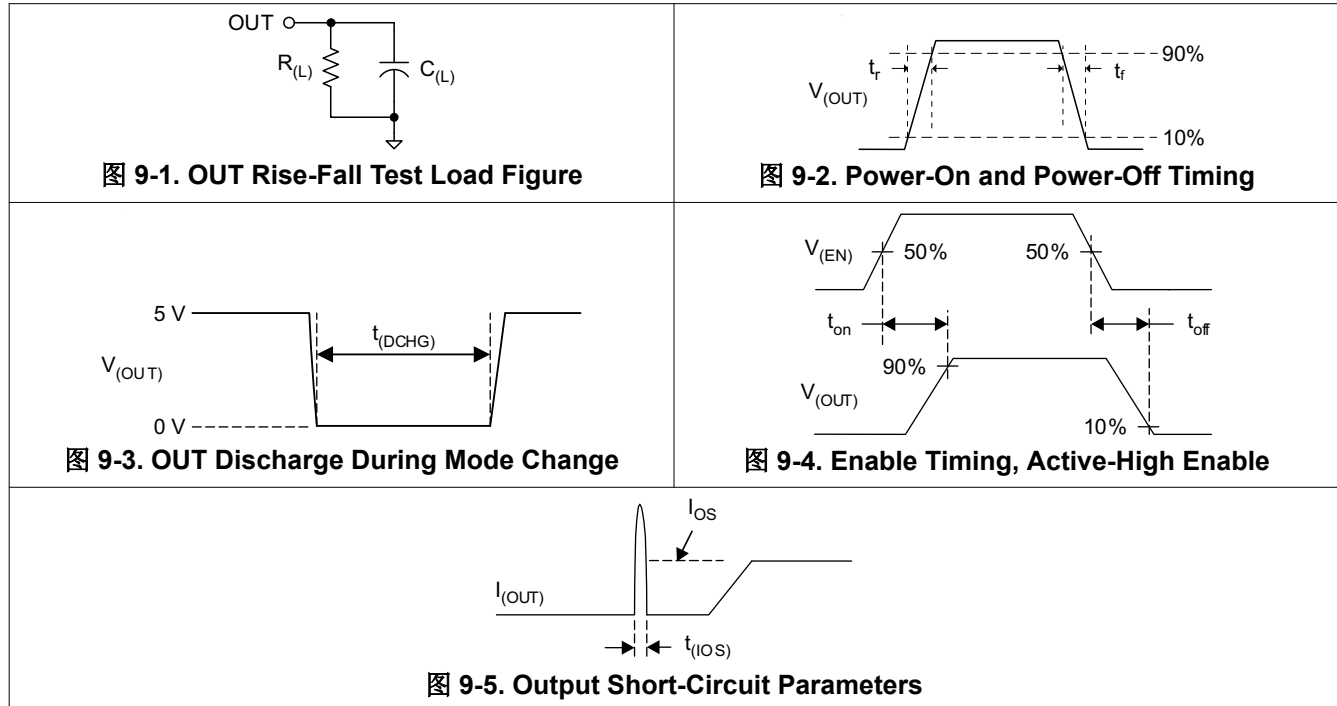 OUT
R(L)
C(L)
图 9-1. OUT Rise-Fall Test Load Figure
90%
tr
tf
V(OUT)
10%
图 9-2. Power-On and Power-Off Timing
5 V
t(DCHG)
V(OUT)
0 V
图 9-3. OUT Discharge During Mode Change
V(EN)
50%
50%
ton
toff
90%
V(OUT)
10%
图 9-4. Enable Timing, Active-High Enable
IOS
I(OUT)
t(IOS)
图 9-5. Output Short-Circuit Parameters